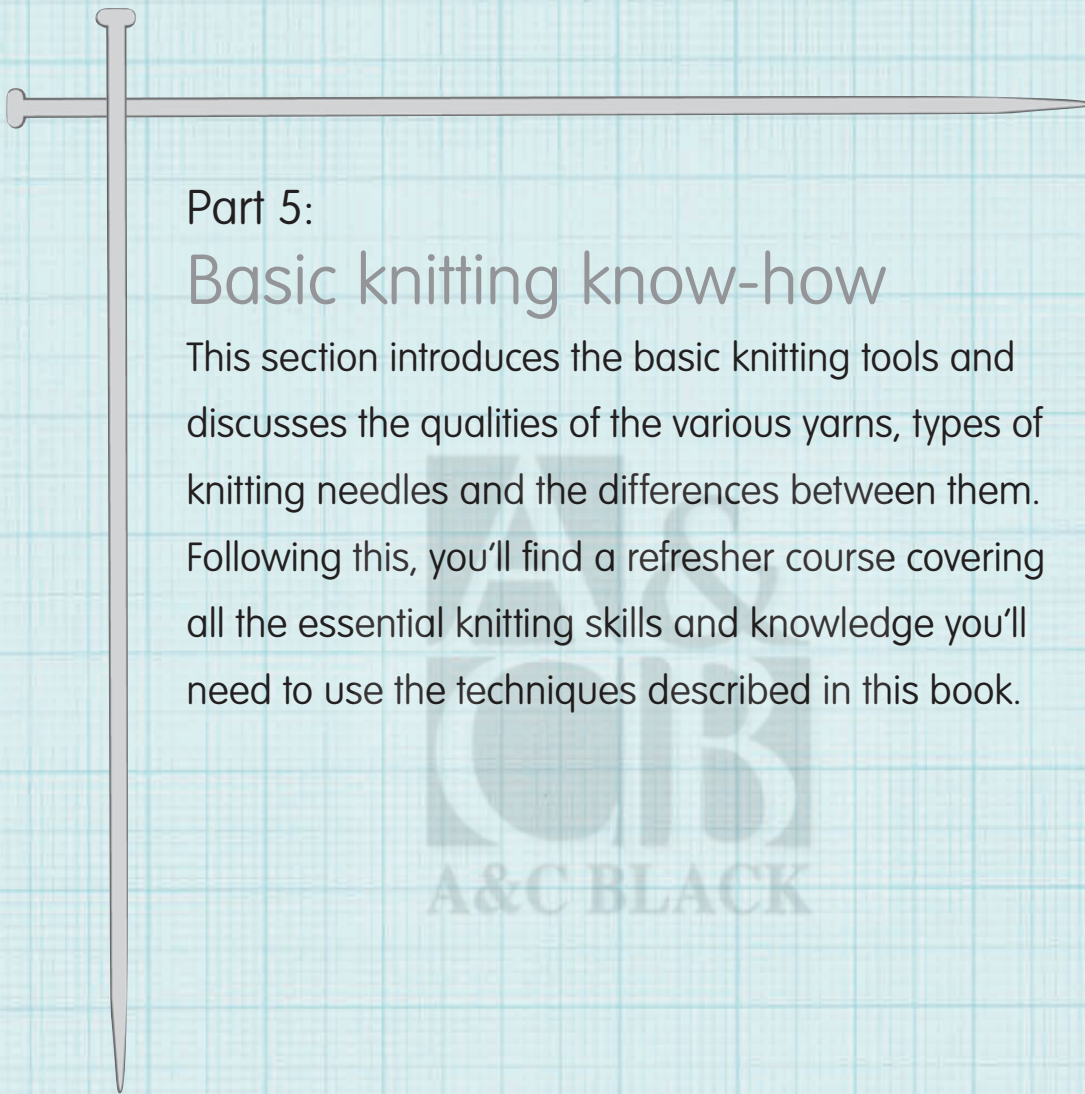 Part 5:
Basic knitting know-how
This section introduces the basic knitting tools and
discusses the qualities of the various yarns, types of
knitting needles and the differences between them.
Following this, you’ll find a refresher course covering
all the essential knitting skills and knowledge you’ll
need to use the techniques described in this book.
A&
CB
A&C BLACK